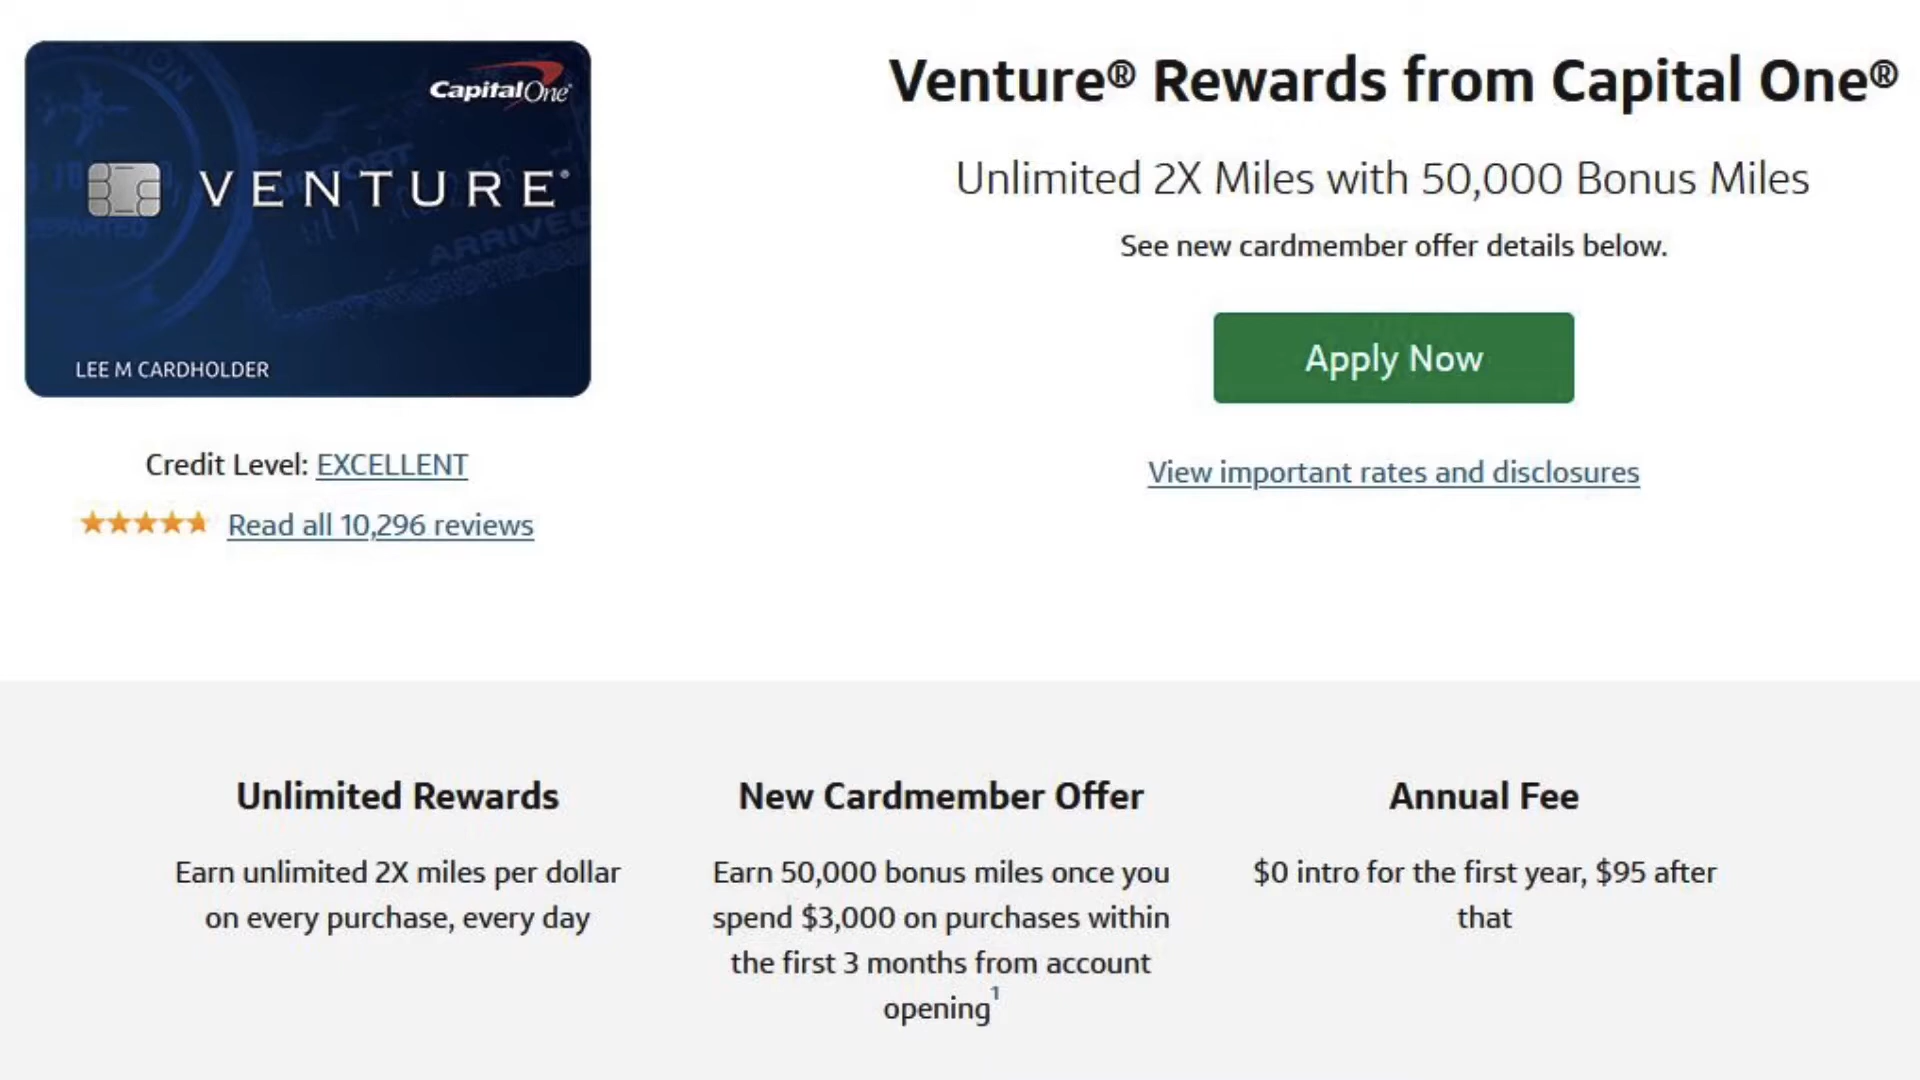 CapitalOne®
VENTURE®
ARRIVED
LEE M CARDHOLDER
Credit Level: EXCELLENT
Read all 10,296 reviews
Venture® Rewards from Capital One®
Unlimited 2X Miles with 50,000 Bonus Miles
See new cardmember offer details below.
Apply Now
View important rates and disclosures
Unlimited Rewards
Earn unlimited 2X miles per dollar
on every purchase, every day
New Cardmember Offer
Earn 50,000 bonus miles once you
spend $3,000 on purchases within
the first 3 months from account
opening¹
Annual Fee
$0 intro for the first year, $95 after
that